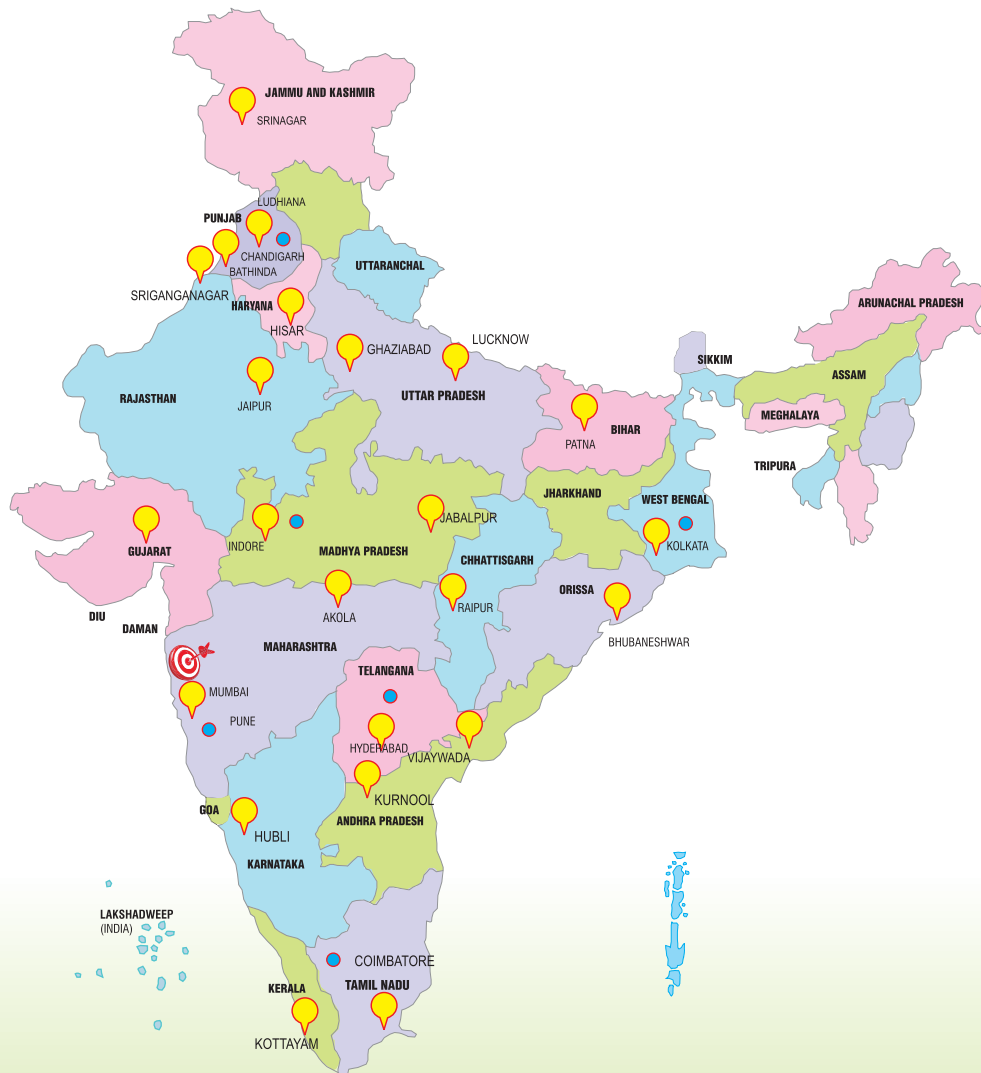 JAMMU AND KASHMIR
SRINAGAR
LUDHIANA
PUNJAB
CHANDIGARH
BATHINDA
SRIGANGANAGAR
UTTARANCHAL
HARYANA
HISAR
ARUNACHAL PRADESH
LUCKNOW
GHAZIABAD
SIKKIM
ASSAM
RAJASTHAN
JAIPUR
UTTAR PRADESH
MEGHALAYA
BIHAR
PATNA
TRIPURA
JHARKHAND
WEST BENGAL
KOLKATA
JABALPUR
INDORE
MADHYA PRADESH
GUJARAT
CHHATTISGARH
ORISSA
RAIPUR
DIU
DAMAN
AKOLA
BHUBANESHWAR
MAHARASHTRA
TELANGANA
MUMBAI
PUNE
HYDERABAD
VIJAYWADA
KURNOOL
GOA
ANDHRA PRADESH
HUBLI
KARNATAKA
LAKSHADWEEP
(INDIA)
COIMBATORE
KERALA
TAMIL NADU
KOTTAYAM